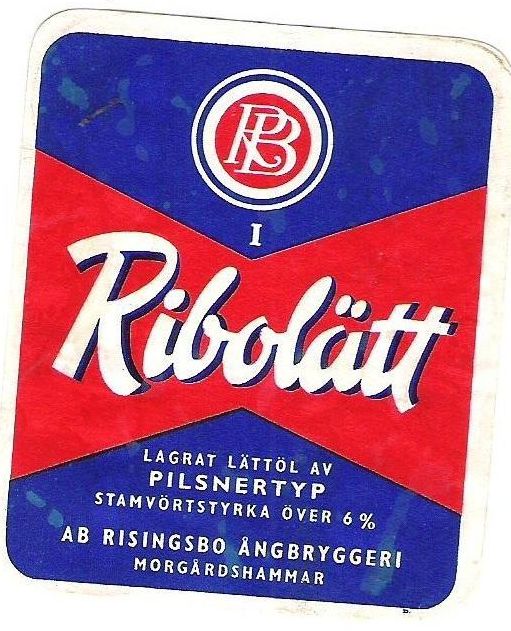 RB
I
Ribolätt
LAGRAT LÄTTÖL AV
PILSNERTYP
STAMVÖRTSTYRKA ÖVER 6 %
AB RISINGSBO ÅNGBRYGGERI
MORGÅRDSHAMMAR